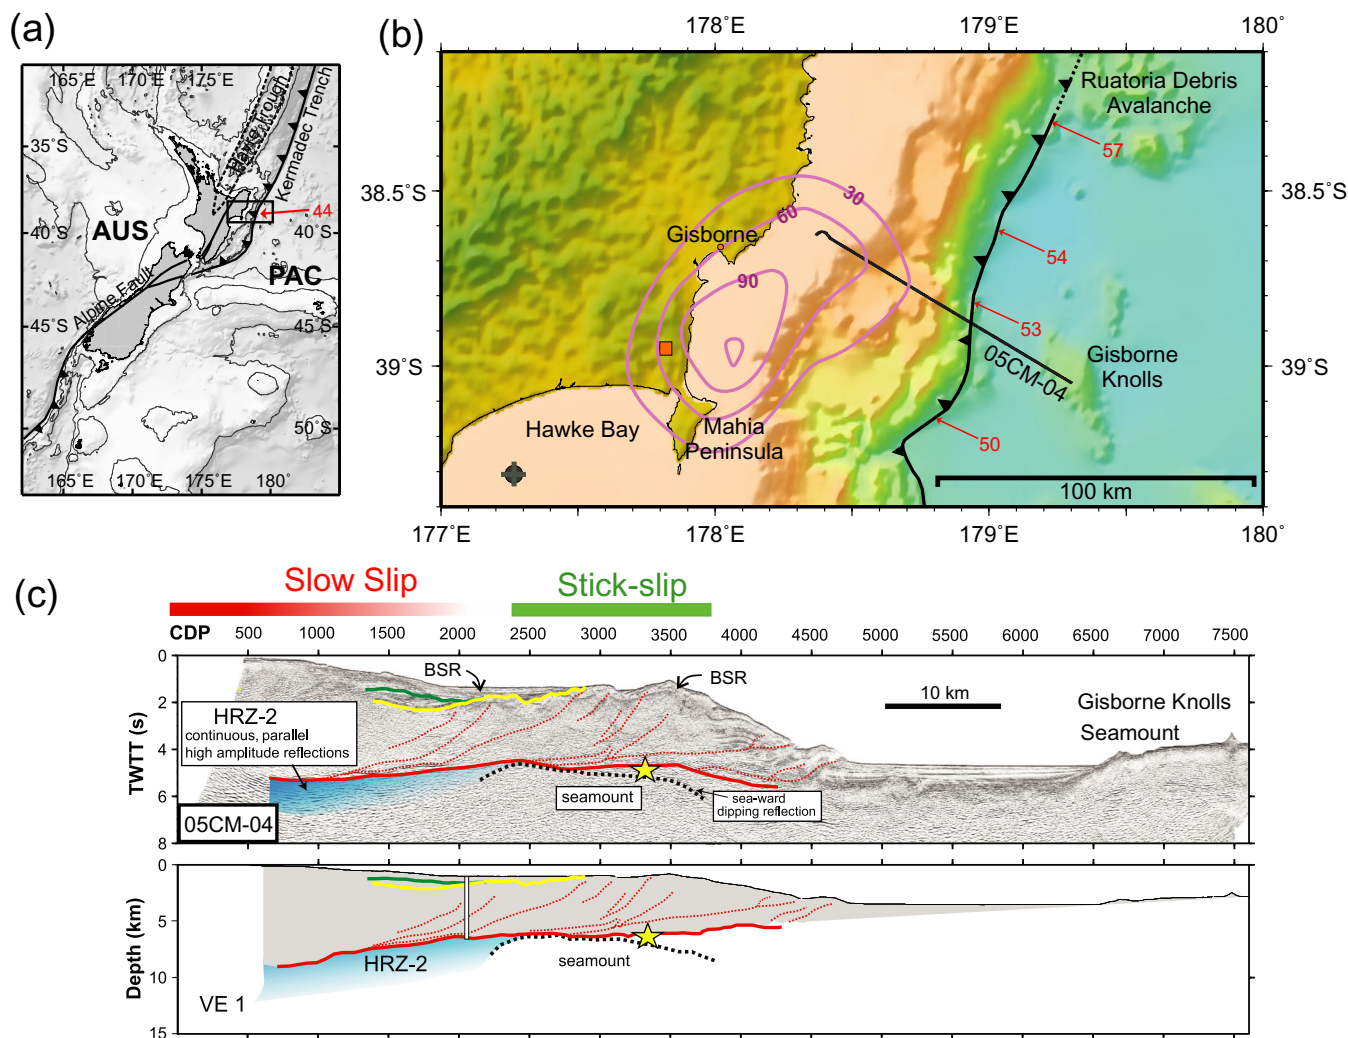 (a)
165°E 170°E 175°E
35°S
40°S
45°S
50°S
165°E 170°E 175°E 180°
Havre Trough
Kermadec Trench
44
AUS
PAC
Alpine Fault
(b)
178°E 179°E 180°
Ruatoria Debris
Avalanche
57
38.5°S 38.5°S
30
60
Gisborne
54
90
53
05CM-04
Gisborne
Knolls
39°S 39°S
Hawke Bay
Mahia
Peninsula
50
100 km
177°E 178°E 179°E 180°
(c)
Slow Slip Stick-slip
CDP 500 1000 1500 2000 2500 3000 3500 4000 4500 5000 5500 6000 6500 7000 7500
0
2
4
6
8
TWTT (s)
BSR BSR
10 km
Gisborne Knolls
Seamount
HRZ-2
continuous, parallel
high amplitude reflections
seamount
sea-ward
dipping reflection
05CM-04
0
5
10
15
Depth (km)
HRZ-2
seamount
VE 1